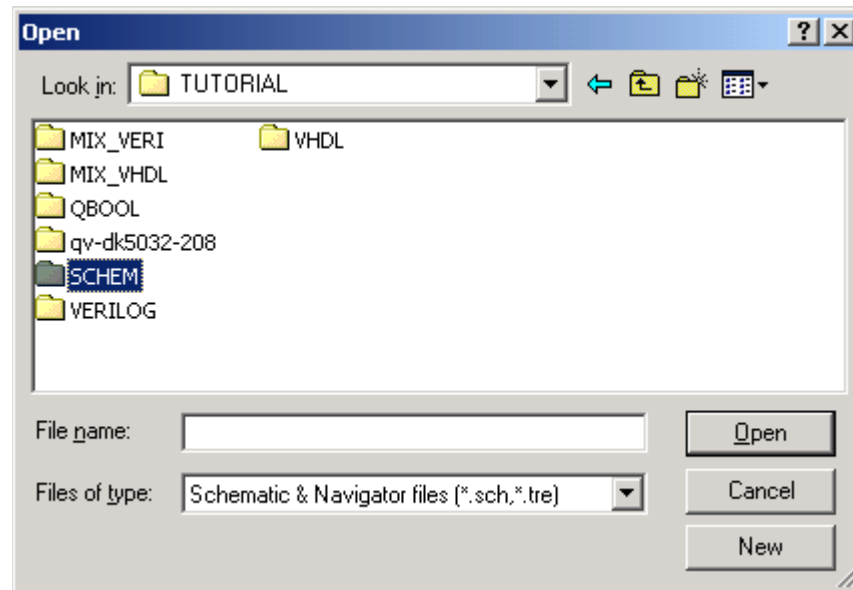 Open
Look in: TUTORIAL
MIX_VERI VHDL
MIX_VHDL
QBOOL
qv-dk5032-208
SCHEM
VERILOG
File name: Open
Files of type: Schematic & Navigator files (*.sch,*.tre) Cancel
New